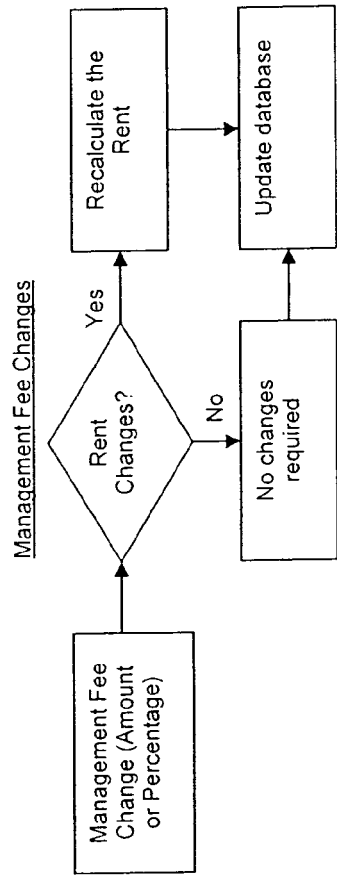 Management Fee Changes
Management Fee
Change (Amount
or Percentage)
Rent
Changes?
Yes
Recalculate the
Rent
No
No changes
required
Update database